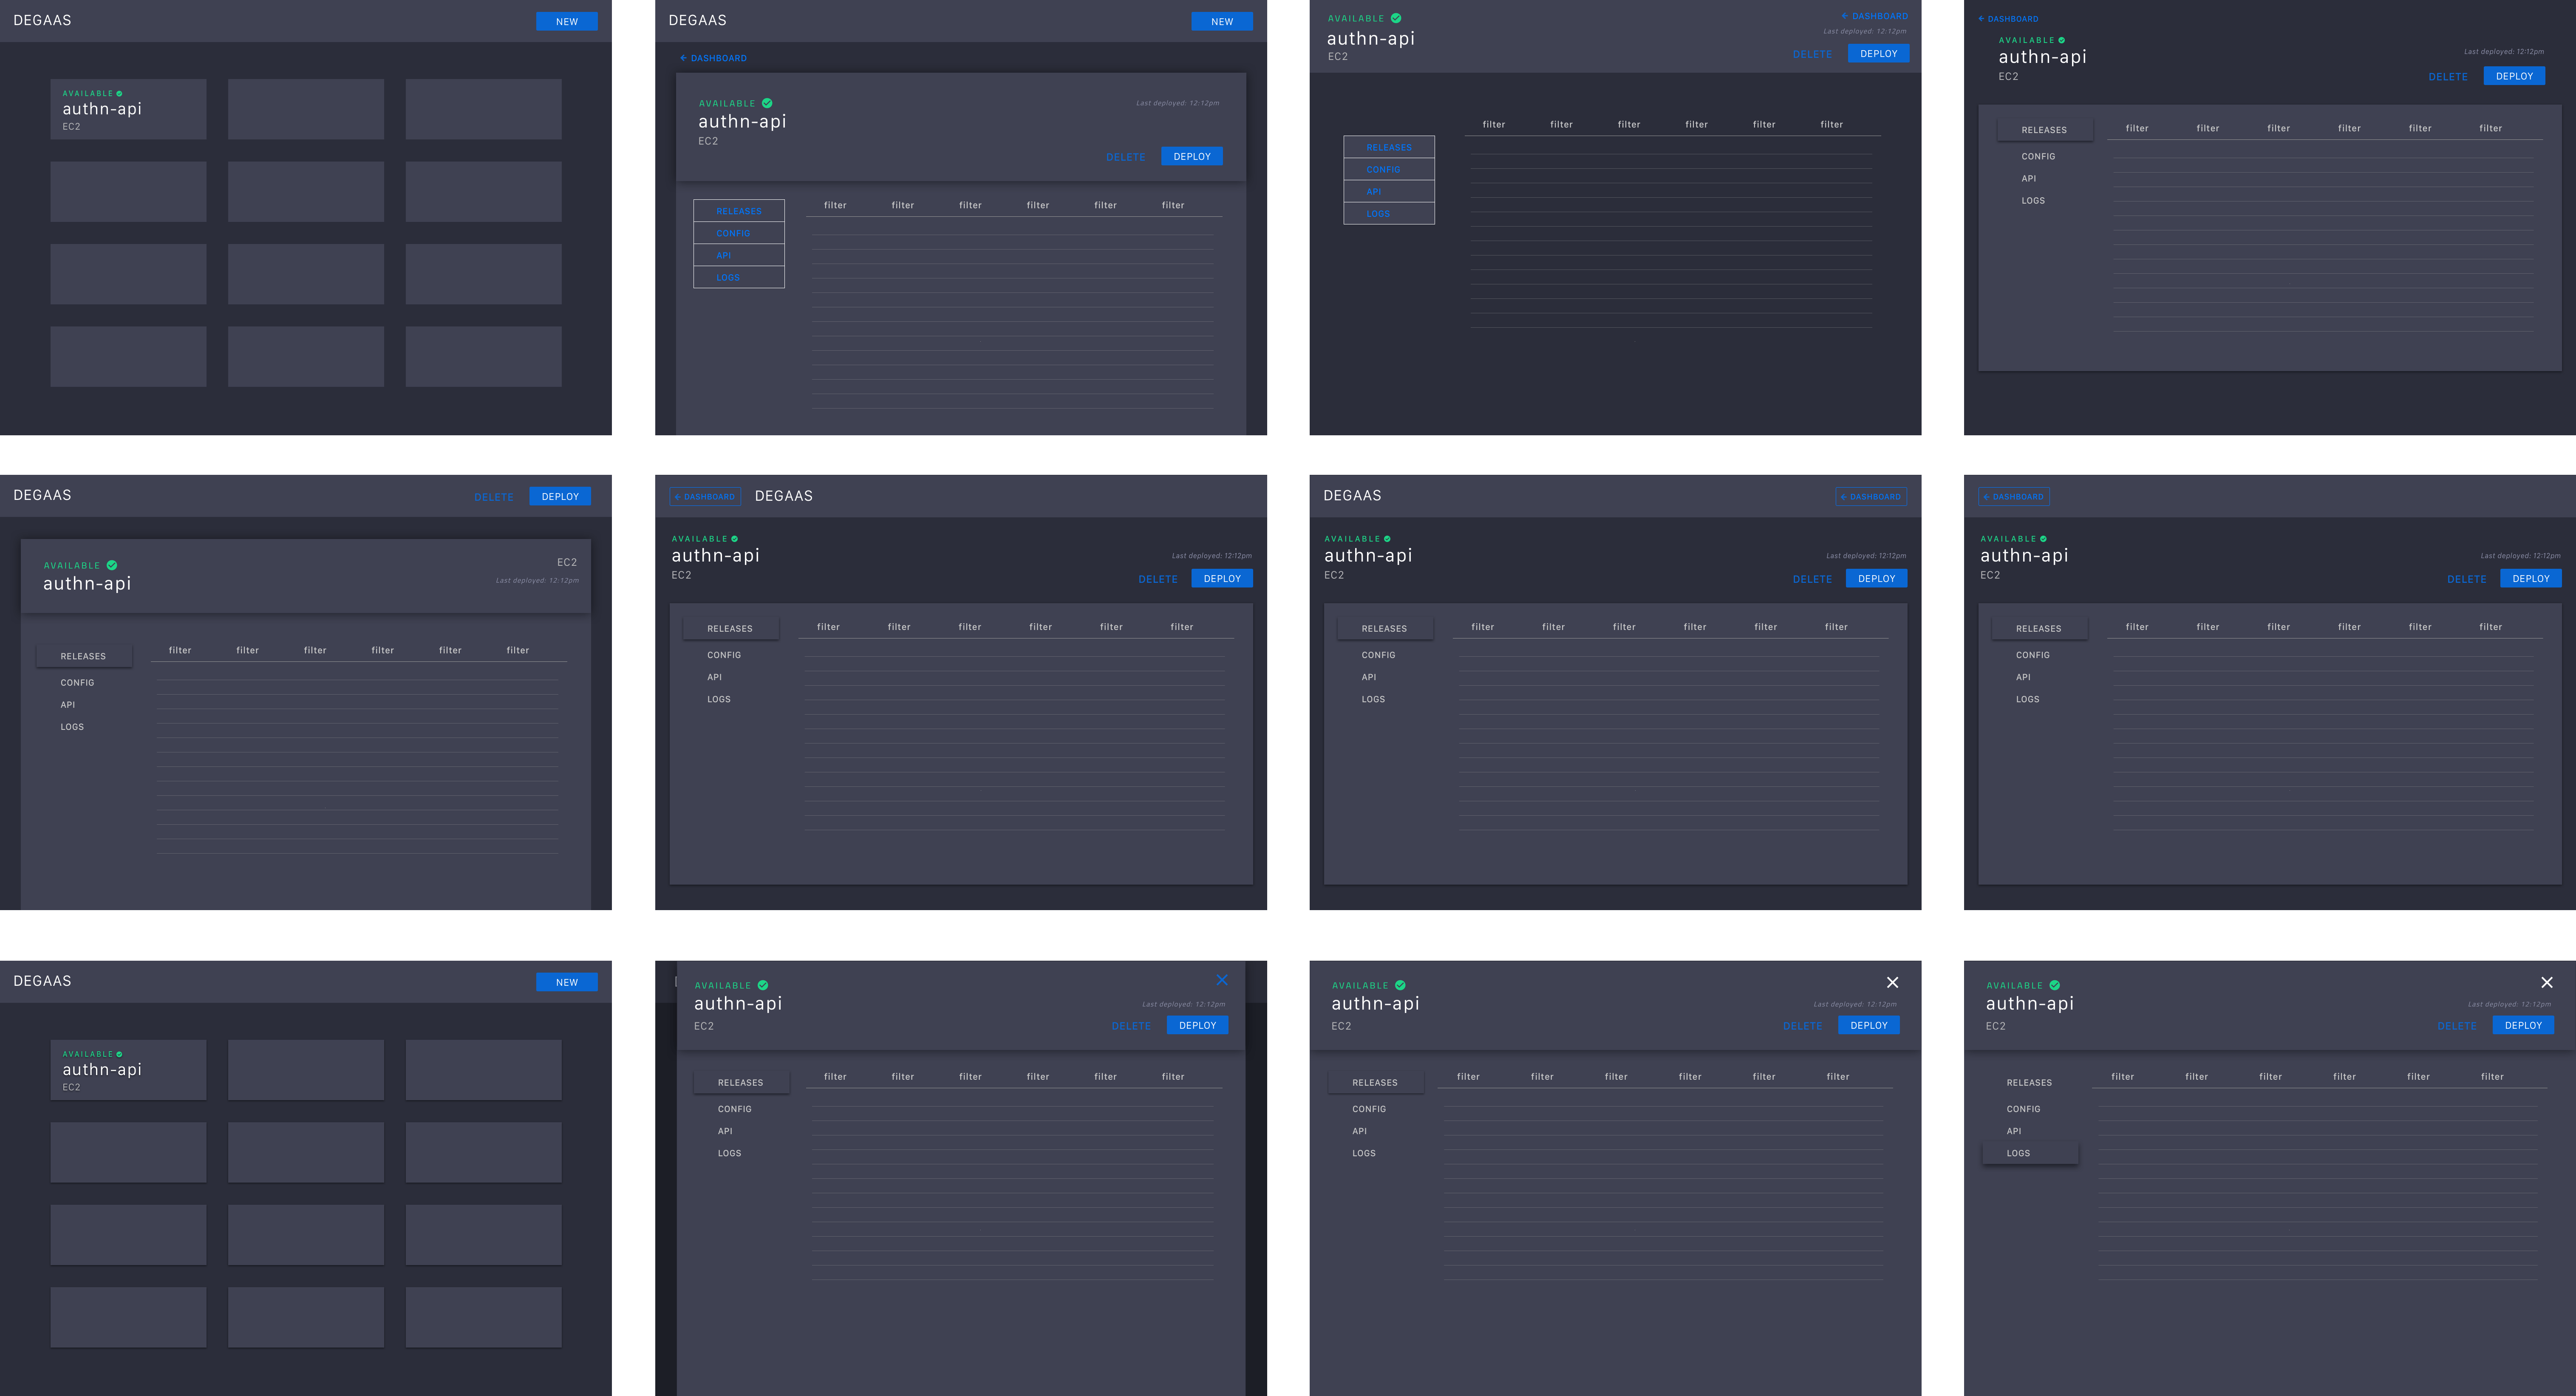 DEGAAS
NEW
AVAILABLE
authn-api
EC2
DEGAAS
NEW
← DASHBOARD
AVAILABLE
Last deployed: 12:12pm
authn-api
EC2
DELETE DEPLOY
filter filter filter filter filter filter
RELEASES
CONFIG
API
LOGS
AVAILABLE
← DASHBOARD
authn-api
Last deployed: 12:12pm
EC2
DELETE DEPLOY
filter filter filter filter filter filter
RELEASES
CONFIG
API
LOGS
← DASHBOARD
AVAILABLE
authn-api
Last deployed: 12:12pm
EC2
DELETE DEPLOY
RELEASES filter filter filter filter filter filter
CONFIG
API
LOGS
DEGAAS
DELETE DEPLOY
AVAILABLE
EC2
authn-api
Last deployed: 12:12pm
RELEASES filter filter filter filter filter filter
CONFIG
API
LOGS
← DASHBOARD DEGAAS
AVAILABLE
authn-api
Last deployed: 12:12pm
EC2
DELETE DEPLOY
RELEASES filter filter filter filter filter filter
CONFIG
API
LOGS
DEGAAS
← DASHBOARD
AVAILABLE
authn-api
Last deployed: 12:12pm
EC2
DELETE DEPLOY
RELEASES filter filter filter filter filter filter
CONFIG
API
LOGS
← DASHBOARD
AVAILABLE
authn-api
Last deployed: 12:12pm
EC2
DELETE DEPLOY
RELEASES filter filter filter filter filter filter
CONFIG
API
LOGS
DEGAAS
NEW
AVAILABLE
authn-api
EC2
AVAILABLE
authn-api
Last deployed: 12:12pm
EC2
DELETE DEPLOY
RELEASES filter filter filter filter filter filter
CONFIG
API
LOGS
AVAILABLE
authn-api
Last deployed: 12:12pm
EC2
DELETE DEPLOY
RELEASES filter filter filter filter filter filter
CONFIG
API
LOGS
AVAILABLE
authn-api
Last deployed: 12:12pm
EC2
DELETE DEPLOY
RELEASES filter filter filter filter filter filter
CONFIG
API
LOGS